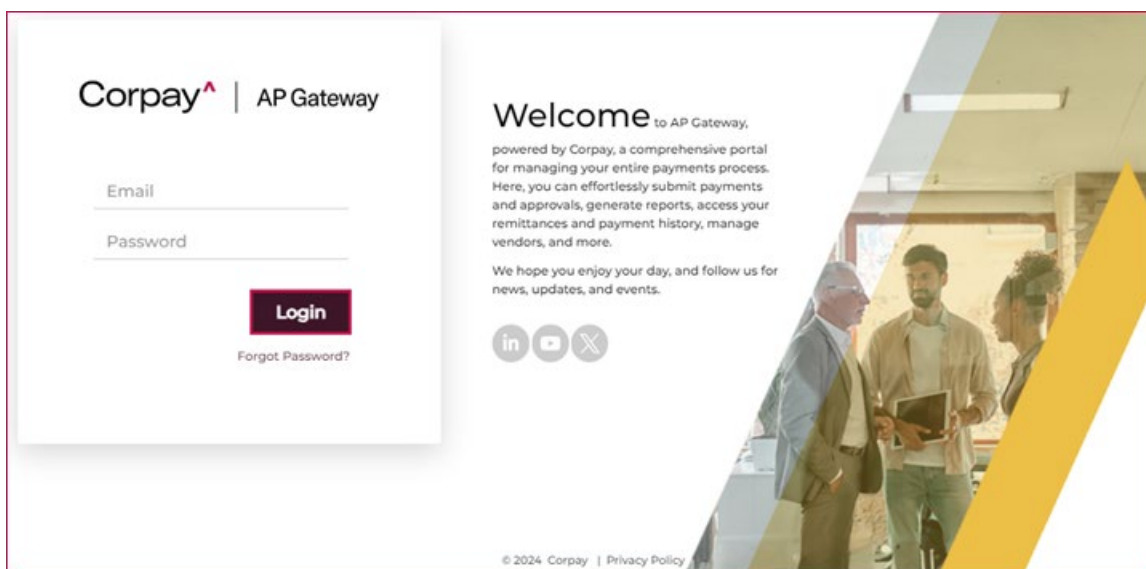 Corpay^ | AP Gateway
Email
Password
Login
Forgot Password?
Welcome to AP Gateway,
powered by Corpay, a comprehensive portal
for managing your entire payments process.
Here, you can effortlessly submit payments
and approvals, generate reports, access your
remittances and payment history, manage
vendors, and more.
We hope you enjoy your day, and follow us for
news, updates, and events.
in
X
© 2024 Corpay | Privacy Policy